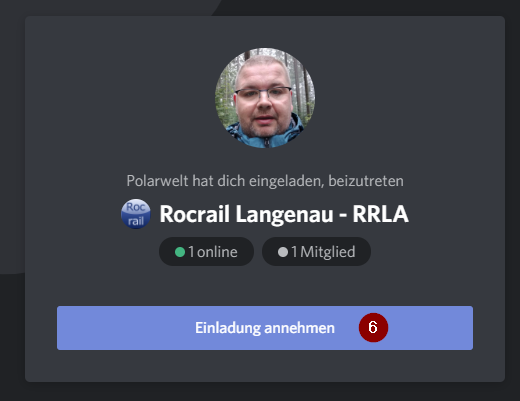 Polarwelt hat dich eingeladen, beizutreten
Roc
rail
Rocrail Langenau - RRLA
1 online
1 Mitglied
Einladung annehmen
6